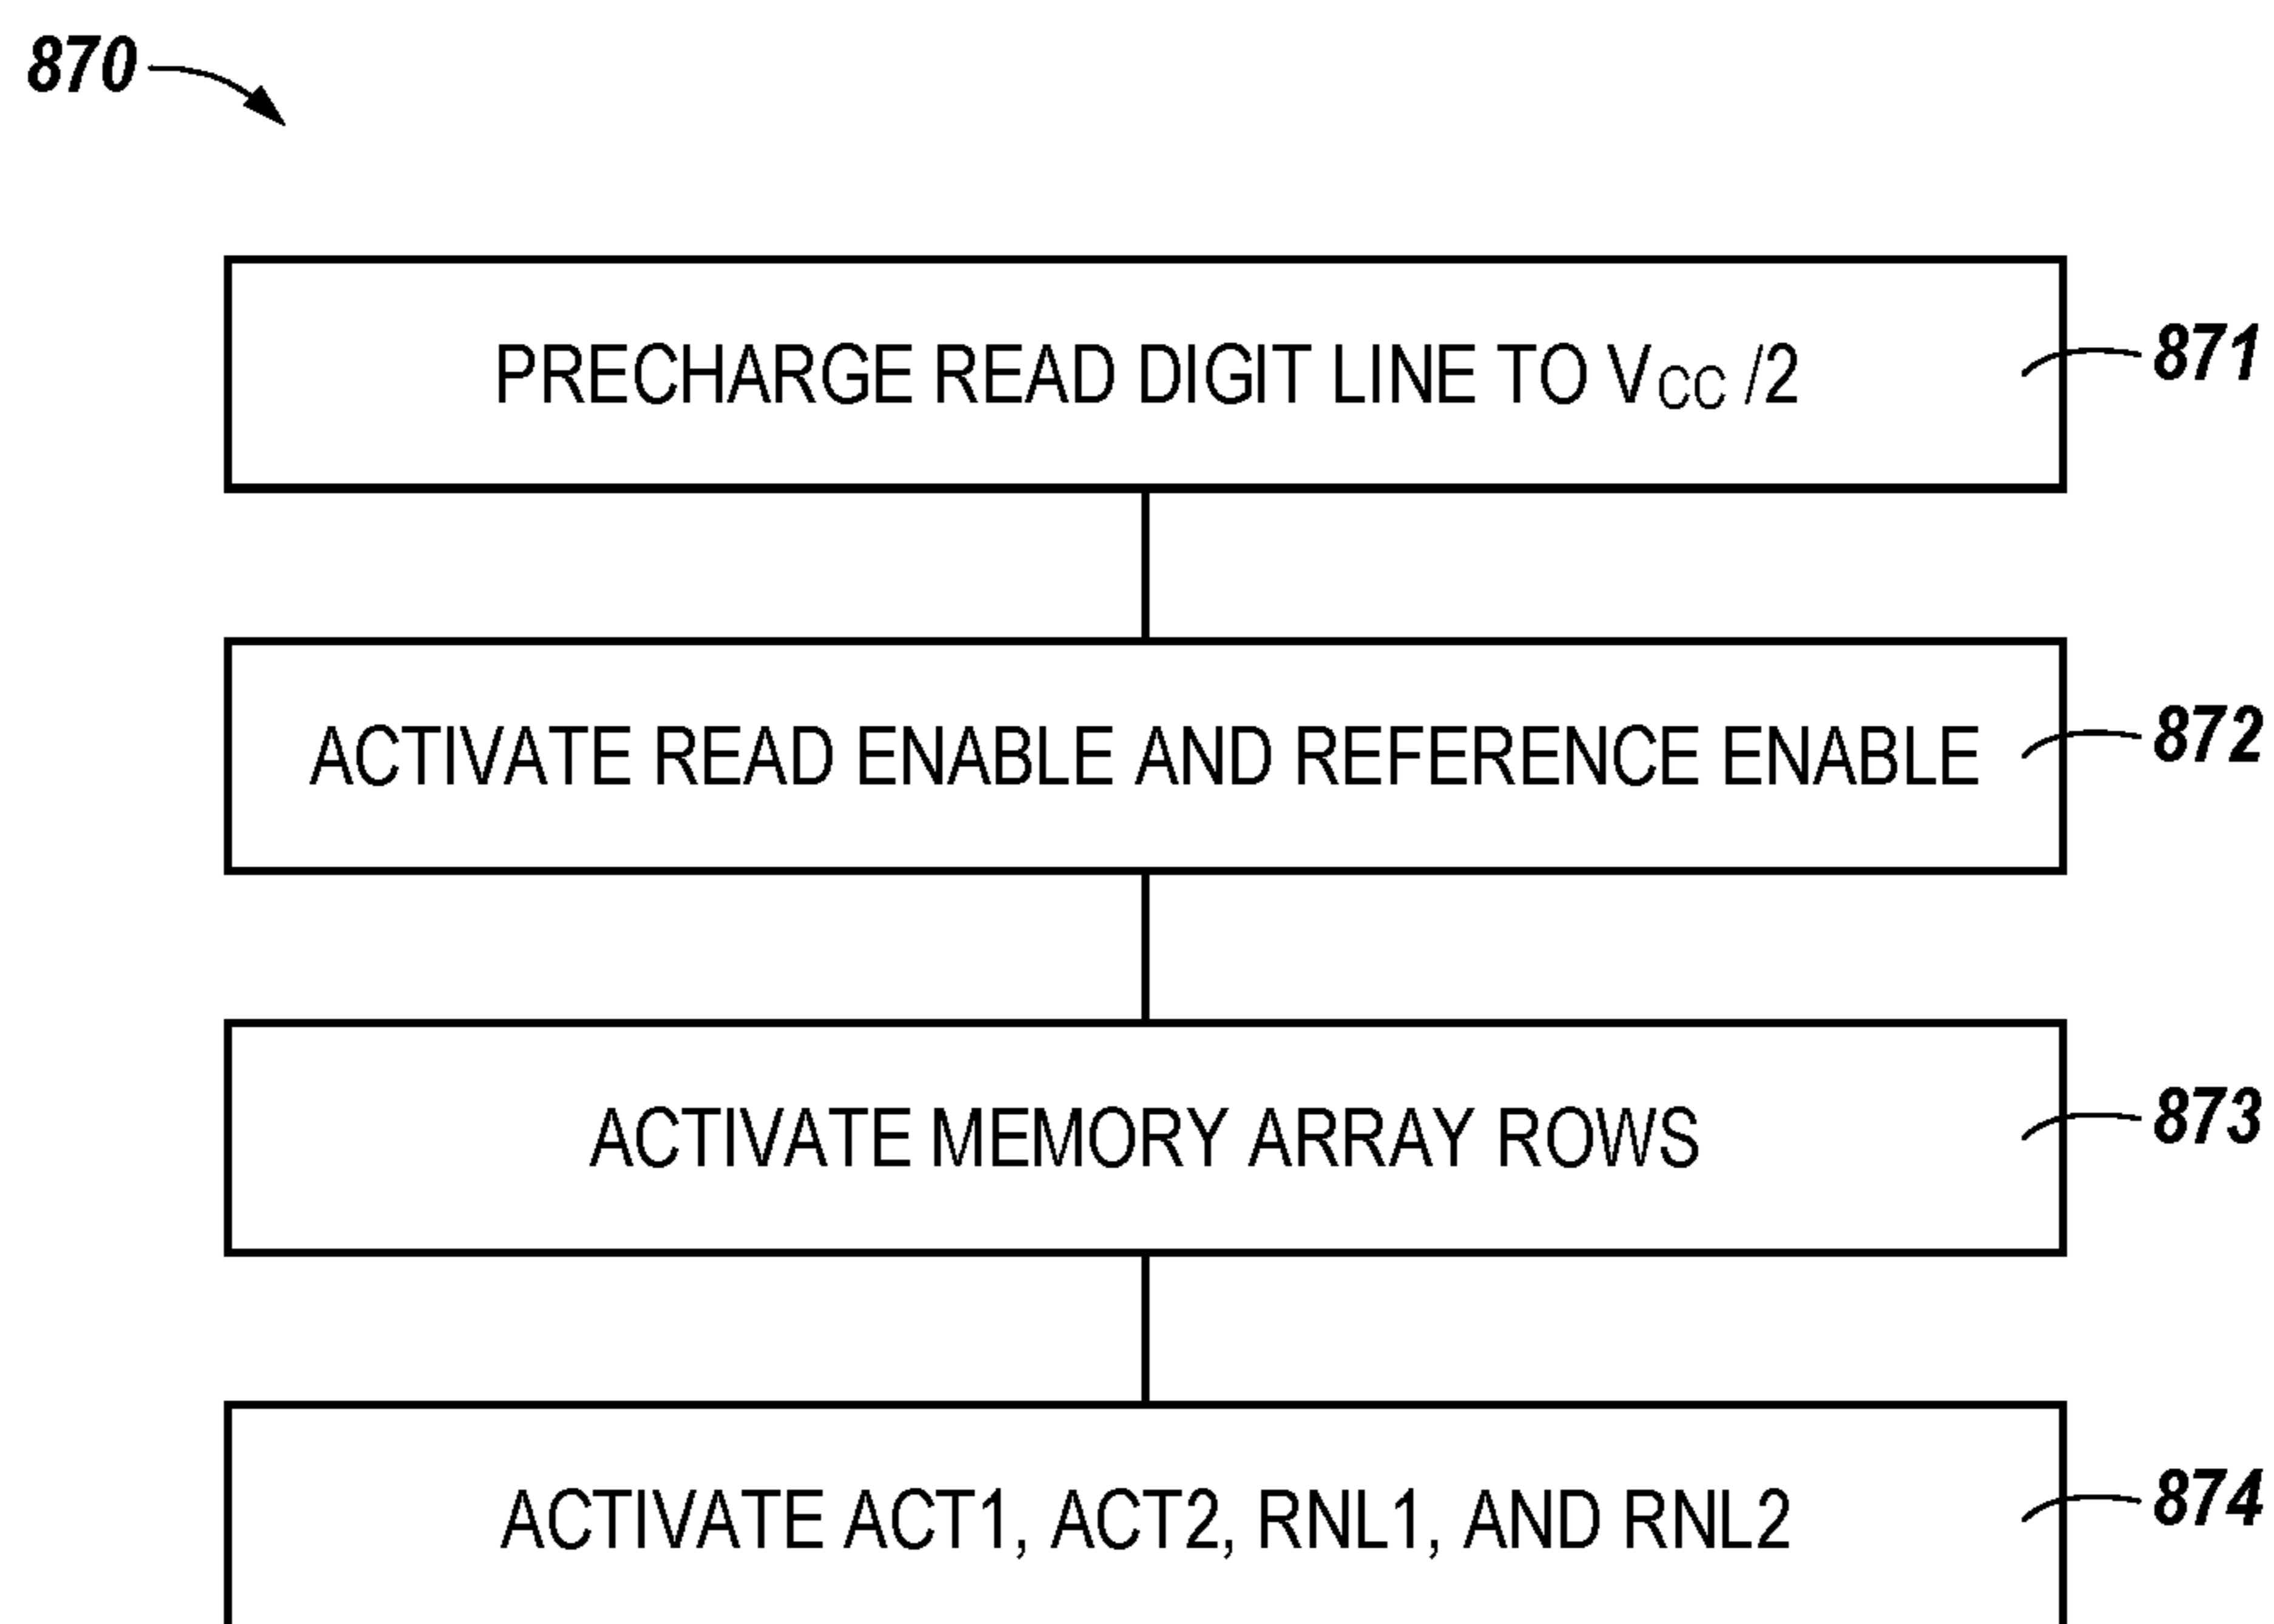 870
PRECHARGE READ DIGIT LINE TO VCC /2
871
ACTIVATE READ ENABLE AND REFERENCE ENABLE
872
ACTIVATE MEMORY ARRAY ROWS
873
ACTIVATE ACT1, ACT2, RNL1, AND RNL2
874